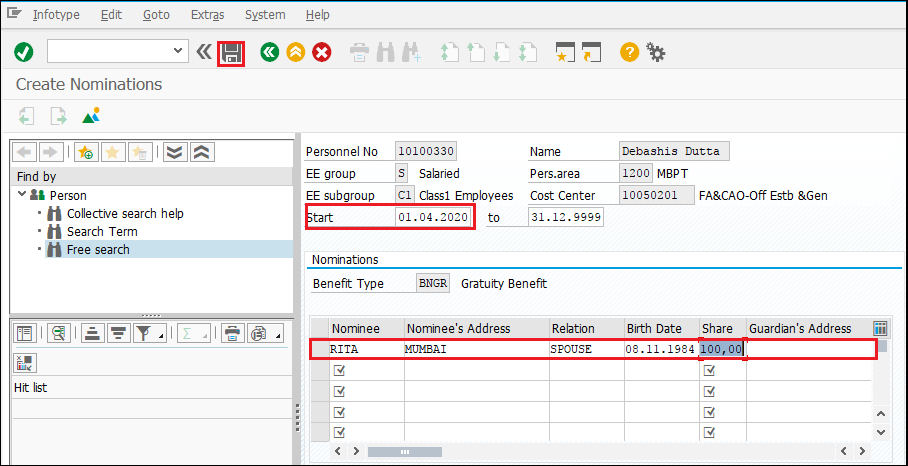 Infotype Edit Goto Extras System Help
Create Nominations
Find by
Person
Collective search help
Search Term
Free search
Hit list
Personnel No 10100330 Name Debashis Dutta
EE group S Salaried Pers.area 1200 MBPT
EE subgroup C1 Class1 Employees Cost Center 10050201 FA&CAO-Off Estb &Gen
Start 01.04.2020 to 31.12.9999
Nominations
Benefit Type BNGR Gratuity Benefit
Nominee Nominee's Address Relation Birth Date Share Guardian's Address
RITA MUMBAI SPOUSE 08.11.1984 100,00